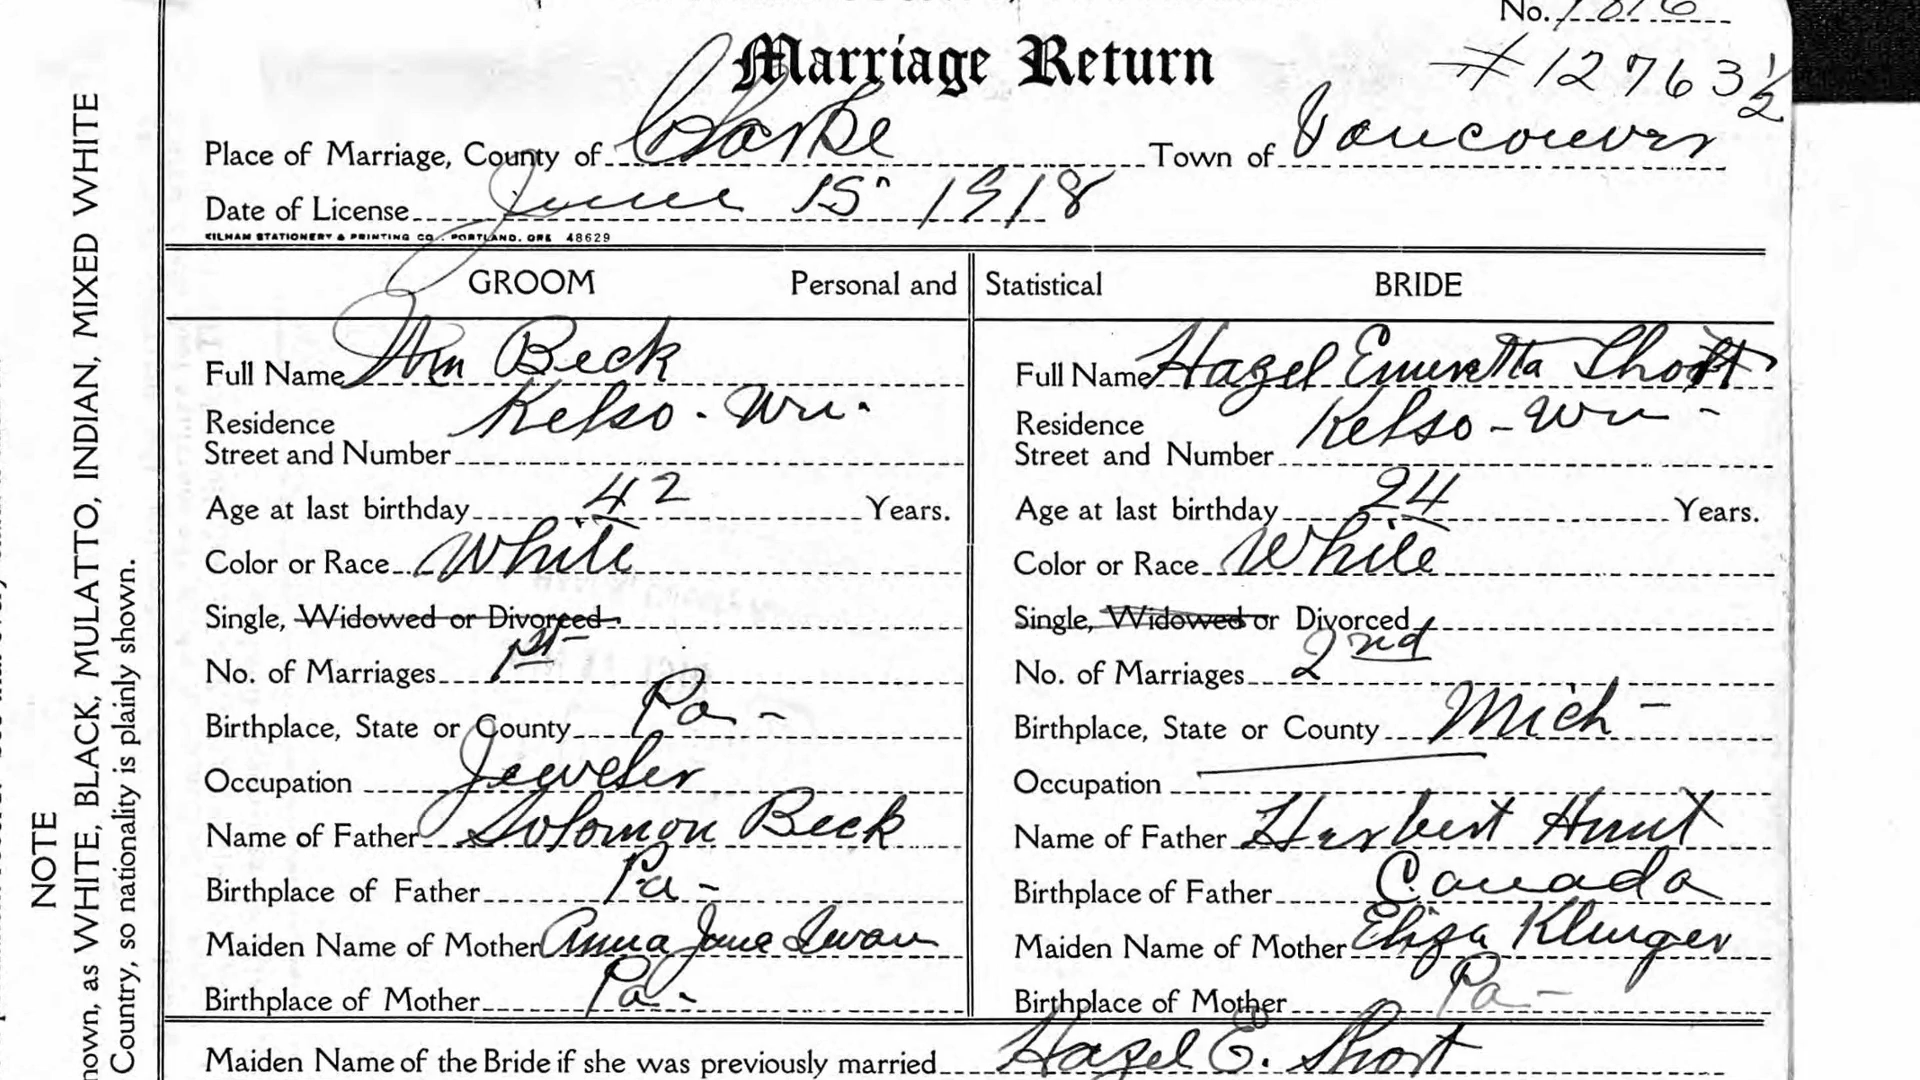 No. 1816
Marriage Return
# 12763 1/2
Place of Marriage, County of Clarke Town of Vancouver
Date of License June 15" 1918
KILHAM STATIONERY & PRINTING CO., PORTLAND, ORE 48629
GROOM Personal and Statistical BRIDE
Full Name Wm Beck
Residence Kelso - Wn.
Street and Number
Age at last birthday 42 Years.
Color or Race White
Single, Widowed or Divorced
No. of Marriages 1st
Birthplace, State or County Pa -
Occupation Jeweler
Name of Father Solomon Beck
Birthplace of Father Pa -
Maiden Name of Mother Anna Jane Swan
Birthplace of Mother Pa -
Full Name Hazel Emeretta Short
Residence Kelso - Wn -
Street and Number
Age at last birthday 24 Years.
Color or Race White
Single, Widowed or Divorced
No. of Marriages 2nd
Birthplace, State or County Mich -
Occupation
Name of Father Herbert Hunt
Birthplace of Father Canada
Maiden Name of Mother Eliza Klinger
Birthplace of Mother Pa -
Maiden Name of the Bride if she was previously married Hazel E. Short
NOTE
nown, as WHITE, BLACK, MULATTO, INDIAN, MIXED WHITE
Country, so nationality is plainly shown.